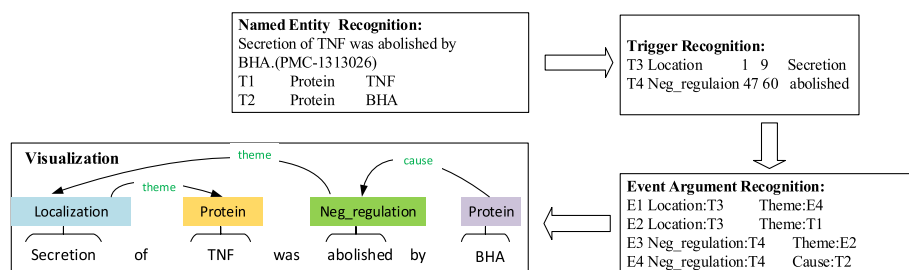 Named Entity Recognition:
Secretion of TNF was abolished by
BHA.(PMC-1313026)
T1 Protein TNF
T2 Protein BHA
Trigger Recognition:
T3 Location 1 9 Secretion
T4 Neg_regulaion 47 60 abolished
Event Argument Recognition:
E1 Location:T3 Theme:E4
E2 Location:T3 Theme:T1
E3 Neg_regulation:T4 Theme:E2
E4 Neg_regulation:T4 Cause:T2
Visualization
theme
cause
theme
Localization Protein Neg_regulation Protein
Secretion of TNF was abolished by BHA